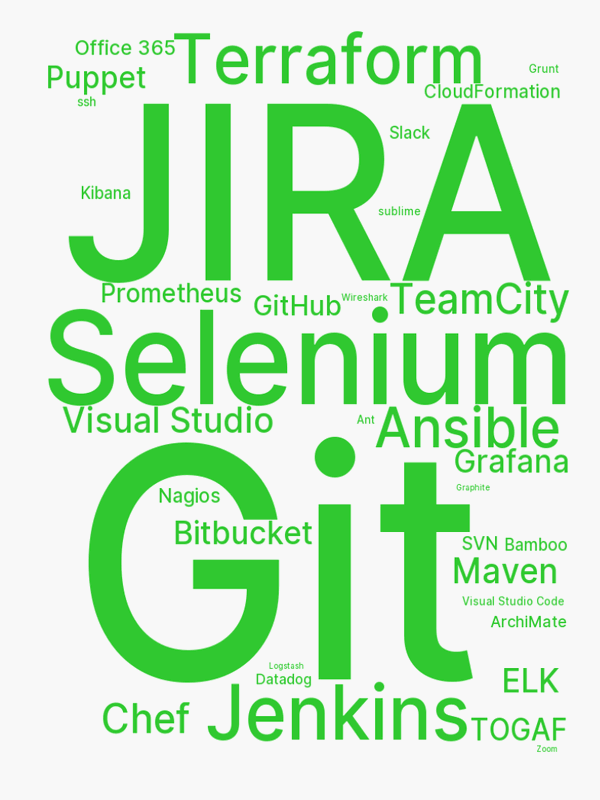 Office 365
Terraform
Grunt
Puppet
CloudFormation
ssh
JIRA
Slack
Kibana
sublime
Prometheus
GitHub
Wireshark
TeamCity
Selenium
Visual Studio
Ant
Ansible
Grafana
Git
Graphite
Nagios
Bitbucket
SVN
Bamboo
Maven
Visual Studio Code
ArchiMate
Logstash
Datadog
ELK
Chef
Jenkins
TOGAF
Zoom